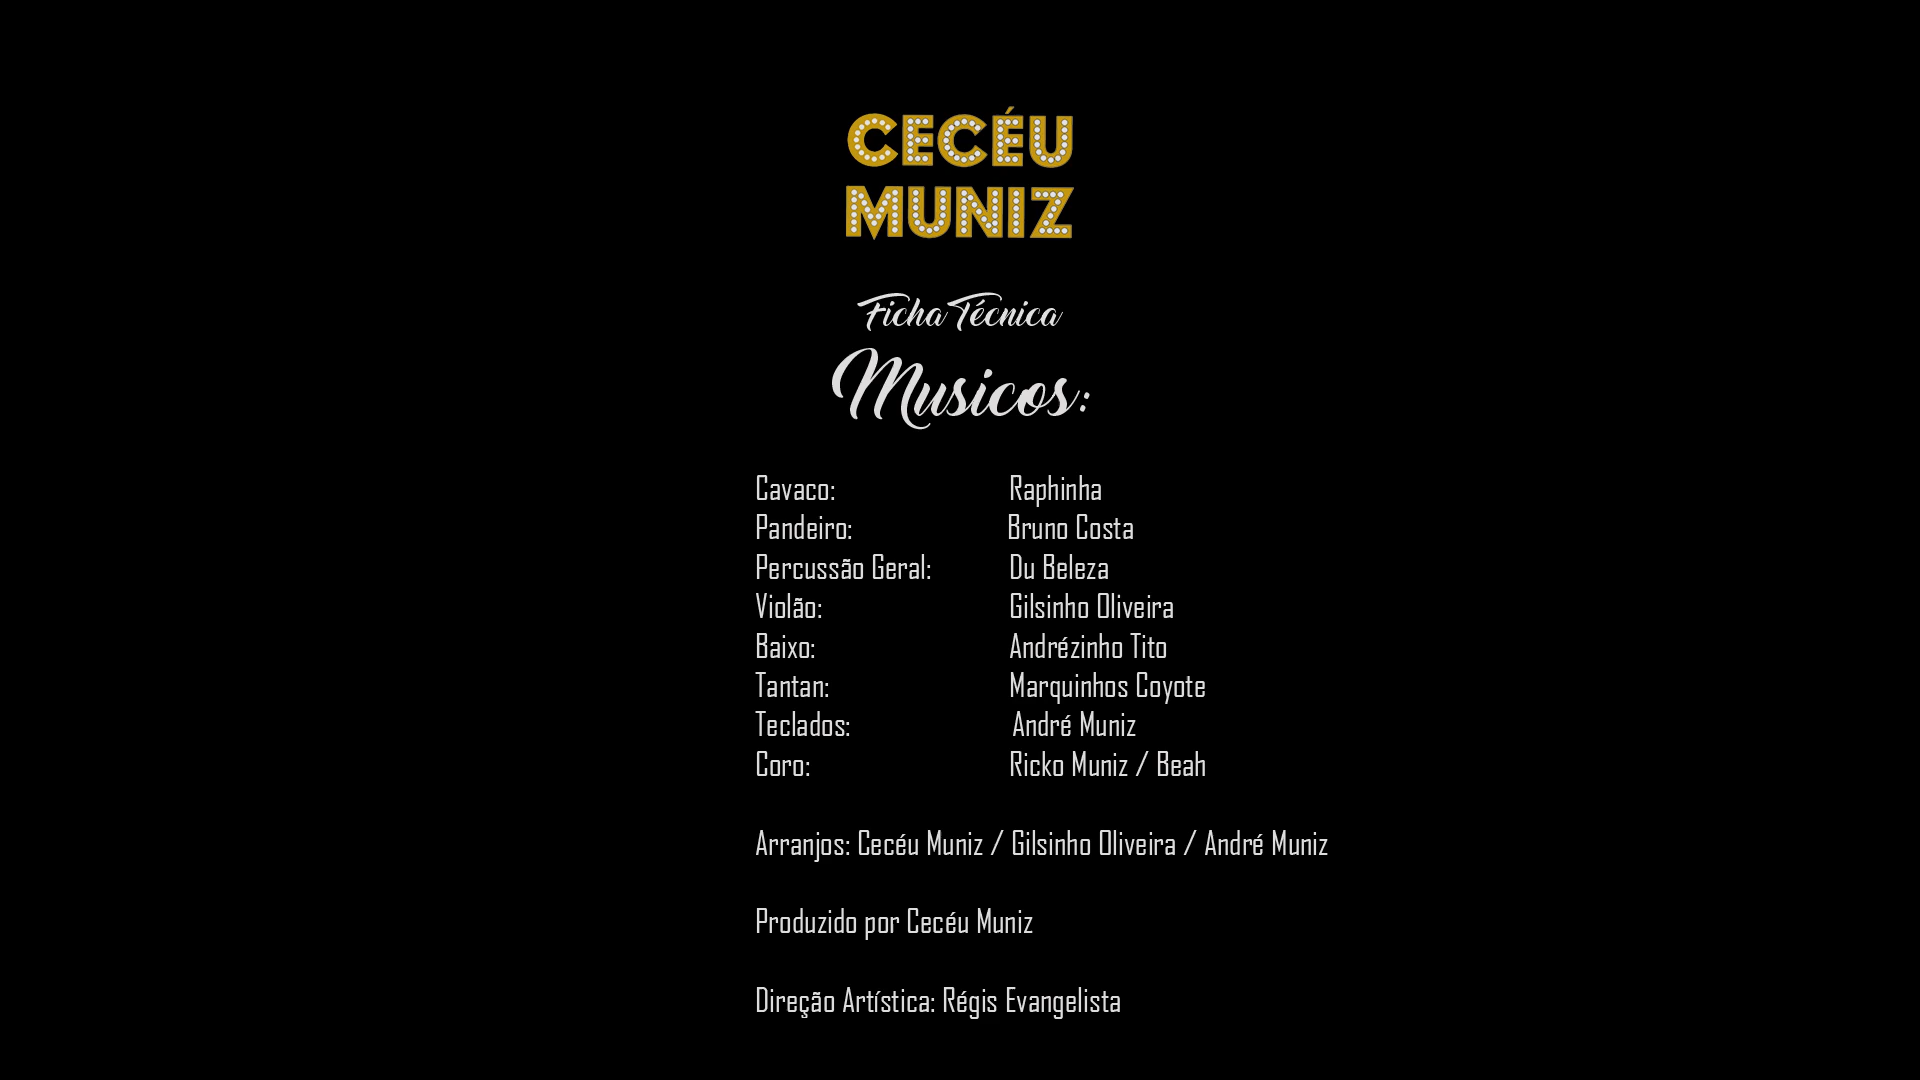 CECÉU
MUNIZ
Ficha Técnica
Musicos:
Cavaco: Raphinha
Pandeiro: Bruno Costa
Percussão Geral: Du Beleza
Violão: Gilsinho Oliveira
Baixo: Andrézinho Tito
Tantan: Marquinhos Coyote
Teclados: André Muniz
Coro: Ricko Muniz / Beah
Arranjos: Cecéu Muniz / Gilsinho Oliveira / André Muniz
Produzido por Cecéu Muniz
Direção Artística: Régis Evangelista